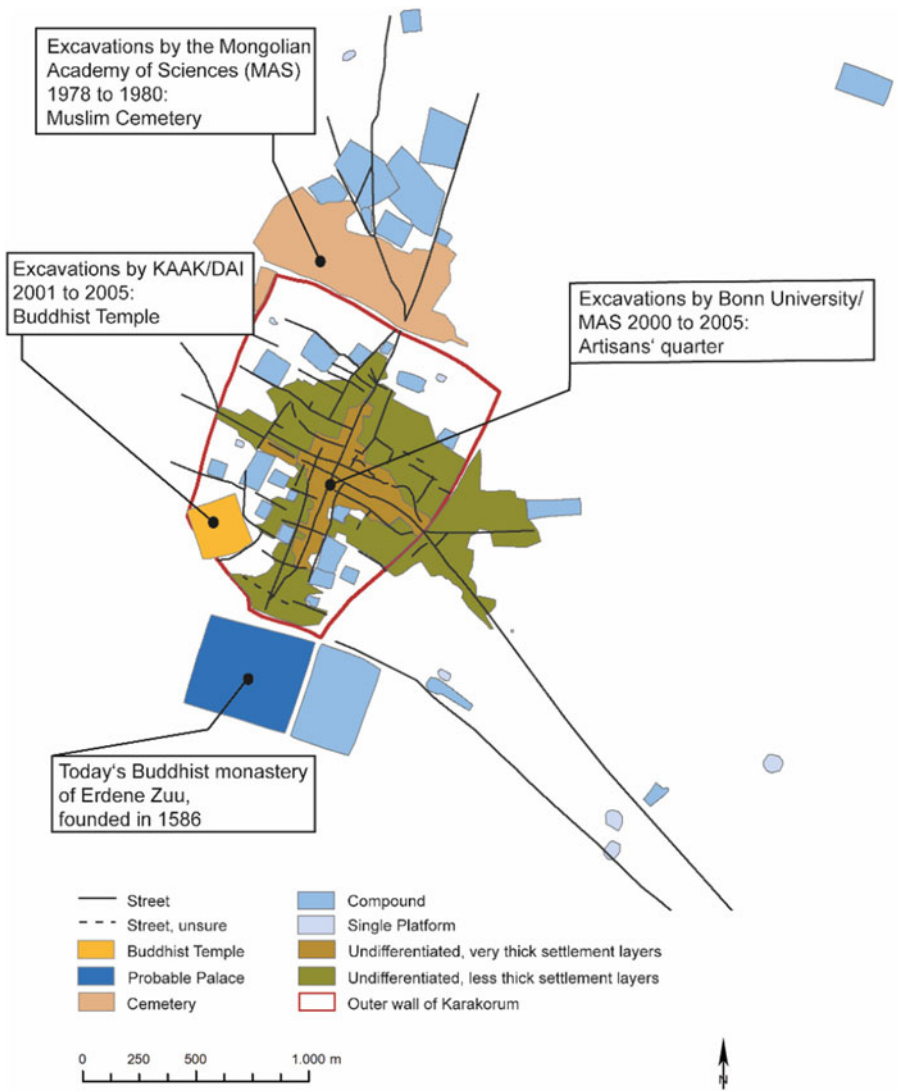 Excavations by the Mongolian
Academy of Sciences (MAS)
1978 to 1980:
Muslim Cemetery
Excavations by KAAK/DAI
2001 to 2005:
Buddhist Temple
Excavations by Bonn University/
MAS 2000 to 2005:
Artisans‘ quarter
Today‘s Buddhist monastery
of Erdene Zuu,
founded in 1586
Street
Street, unsure
Buddhist Temple
Probable Palace
Cemetery
Compound
Single Platform
Undifferentiated, very thick settlement layers
Undifferentiated, less thick settlement layers
Outer wall of Karakorum
0 250 500 1.000 m
N